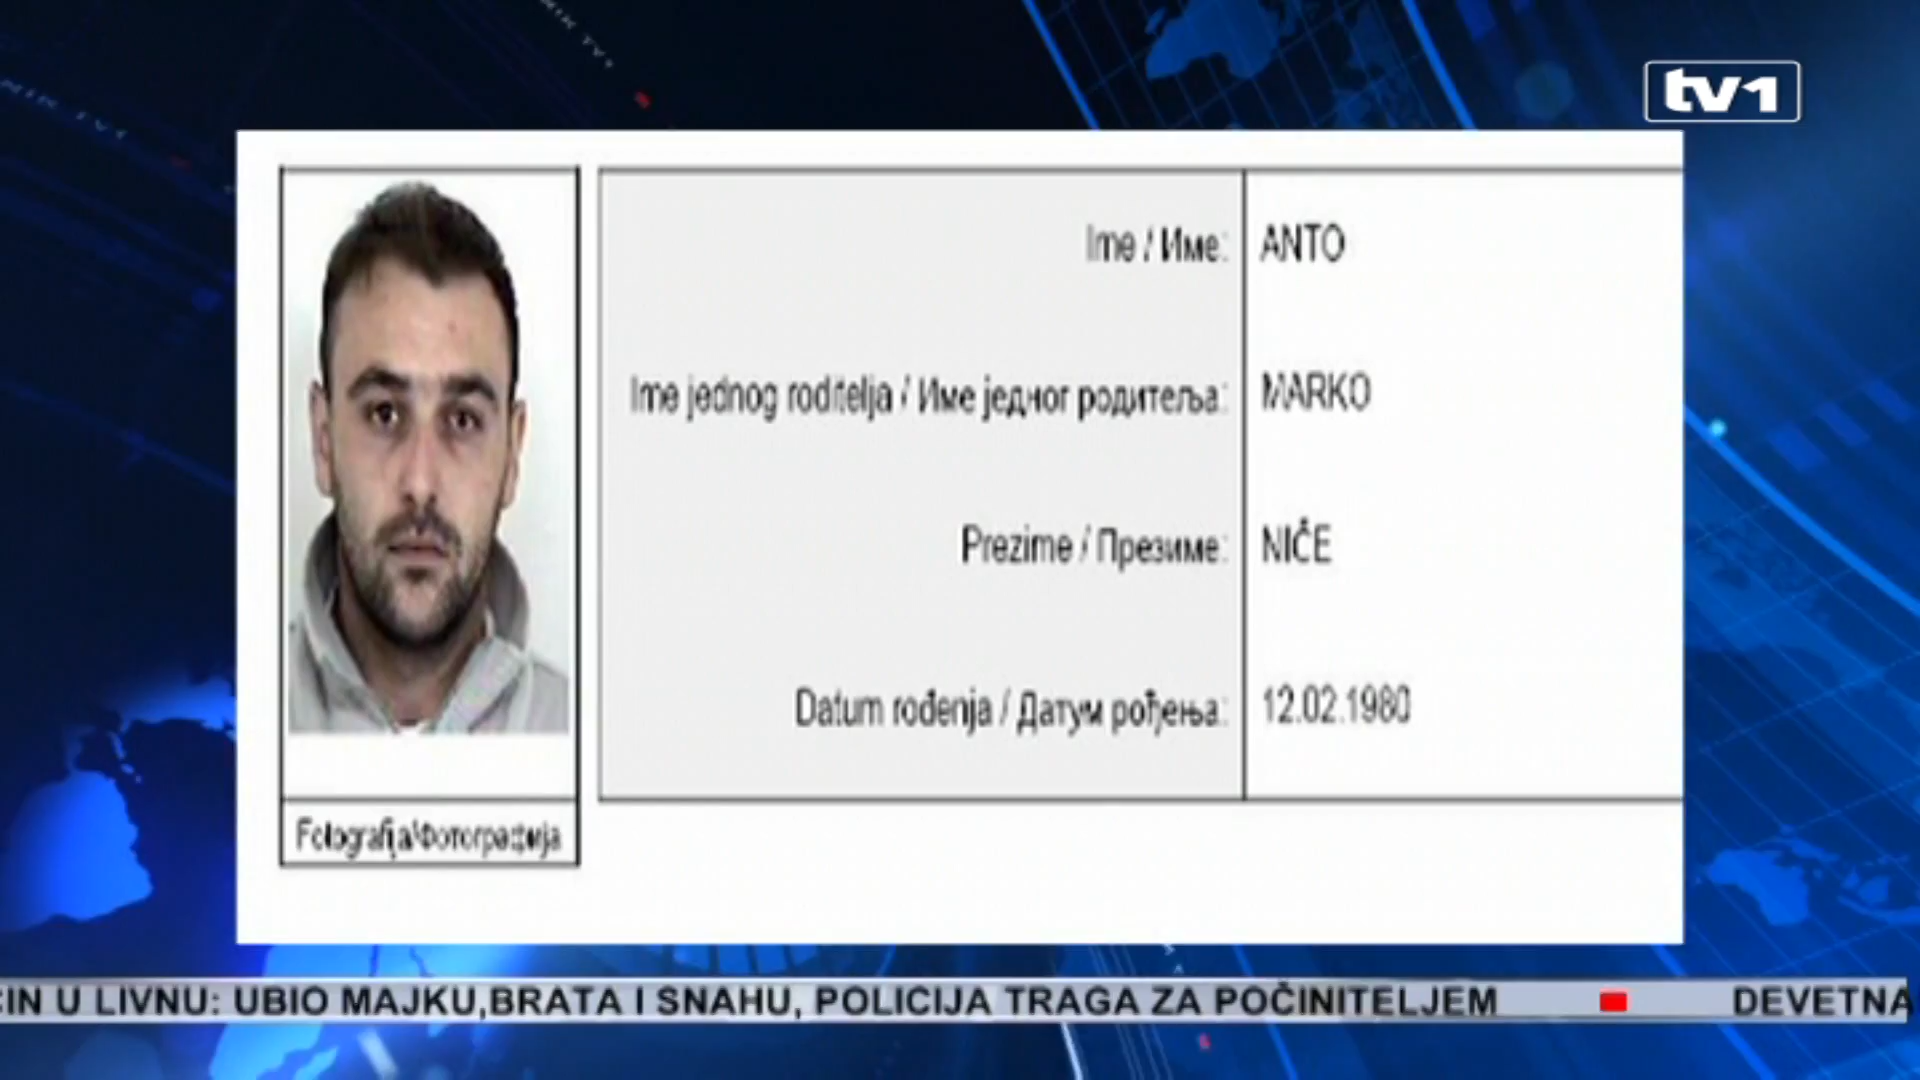 tv1
Ime / Име: ANTO
Ime jednog roditelja / Име једног родитеља: MARKO
Prezime / Презиме: NIČE
Datum rođenja / Датум рођења: 12.02.1980
Fotografija/Фотографија
UBIO MAJKU,BRATA I SNAHU, POLICIJA TRAGA ZA POČINITELJEM
IN U LIVNU: DEVETNA